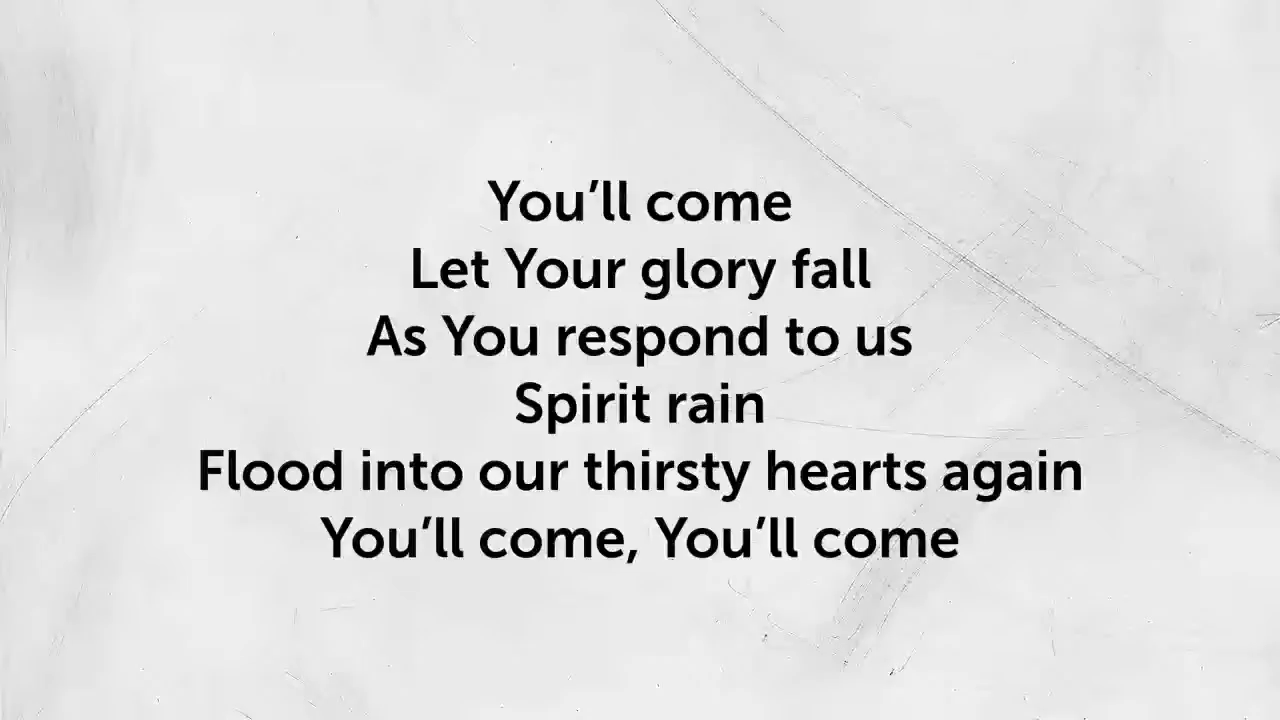 You’ll come
Let Your glory fall
As You respond to us
Spirit rain
Flood into our thirsty hearts again
You’ll come, You’ll come